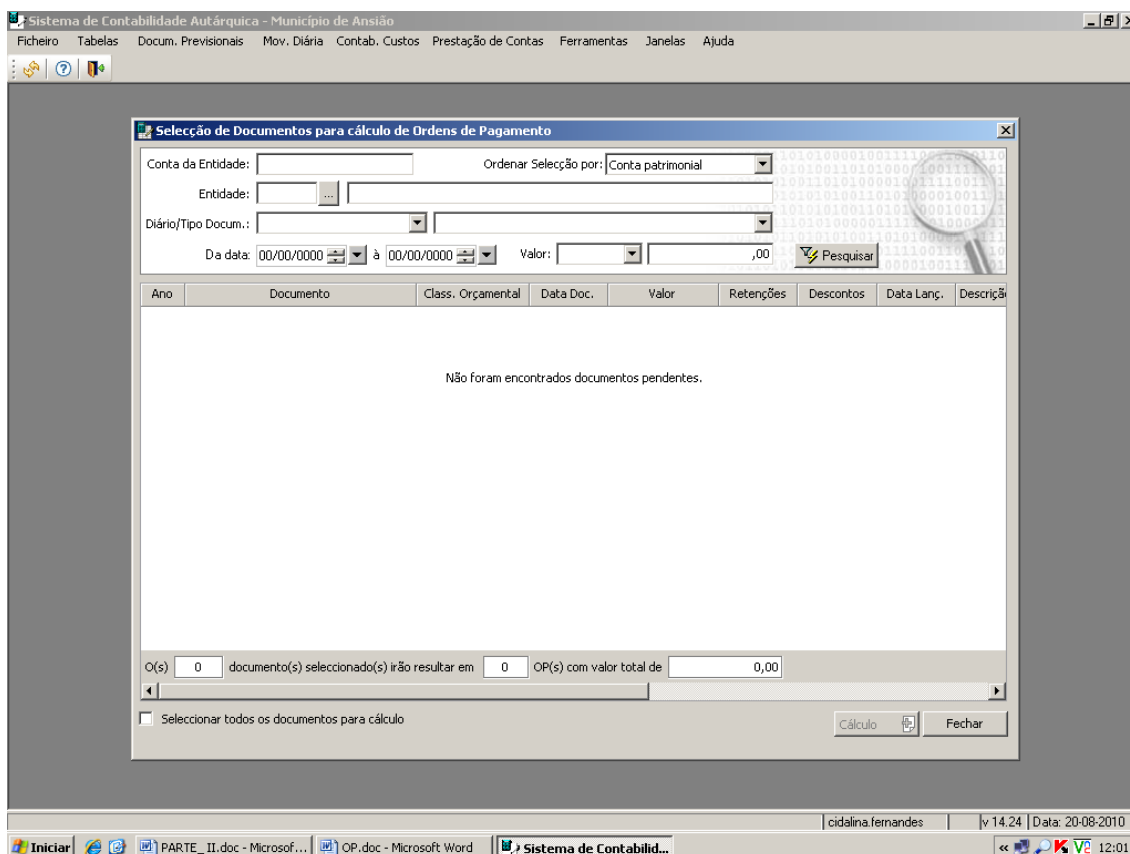 Sistema de Contabilidade Autárquica - Município de Ansião
Ficheiro Tabelas Docum. Previsionais Mov. Diária Contab. Custos Prestação de Contas Ferramentas Janelas Ajuda
Selecção de Documentos para cálculo de Ordens de Pagamento
Conta da Entidade: Ordenar Selecção por: Conta patrimonial
Entidade: ...
Diário/Tipo Docum.:
Da data: 00/00/0000 à 00/00/0000 Valor: ,00 Pesquisar
Ano Documento Class. Orçamental Data Doc. Valor Retenções Descontos Data Lanç. Descriçã
Não foram encontrados documentos pendentes.
O(s) 0 documento(s) seleccionado(s) irão resultar em 0 OP(s) com valor total de 0,00
Seleccionar todos os documentos para cálculo
Cálculo Fechar
cidalina.fernandes v 14.24 Data: 20-08-2010
Iniciar PARTE_ II.doc - Microsof... OP.doc - Microsoft Word Sistema de Contabilid... « 12:01